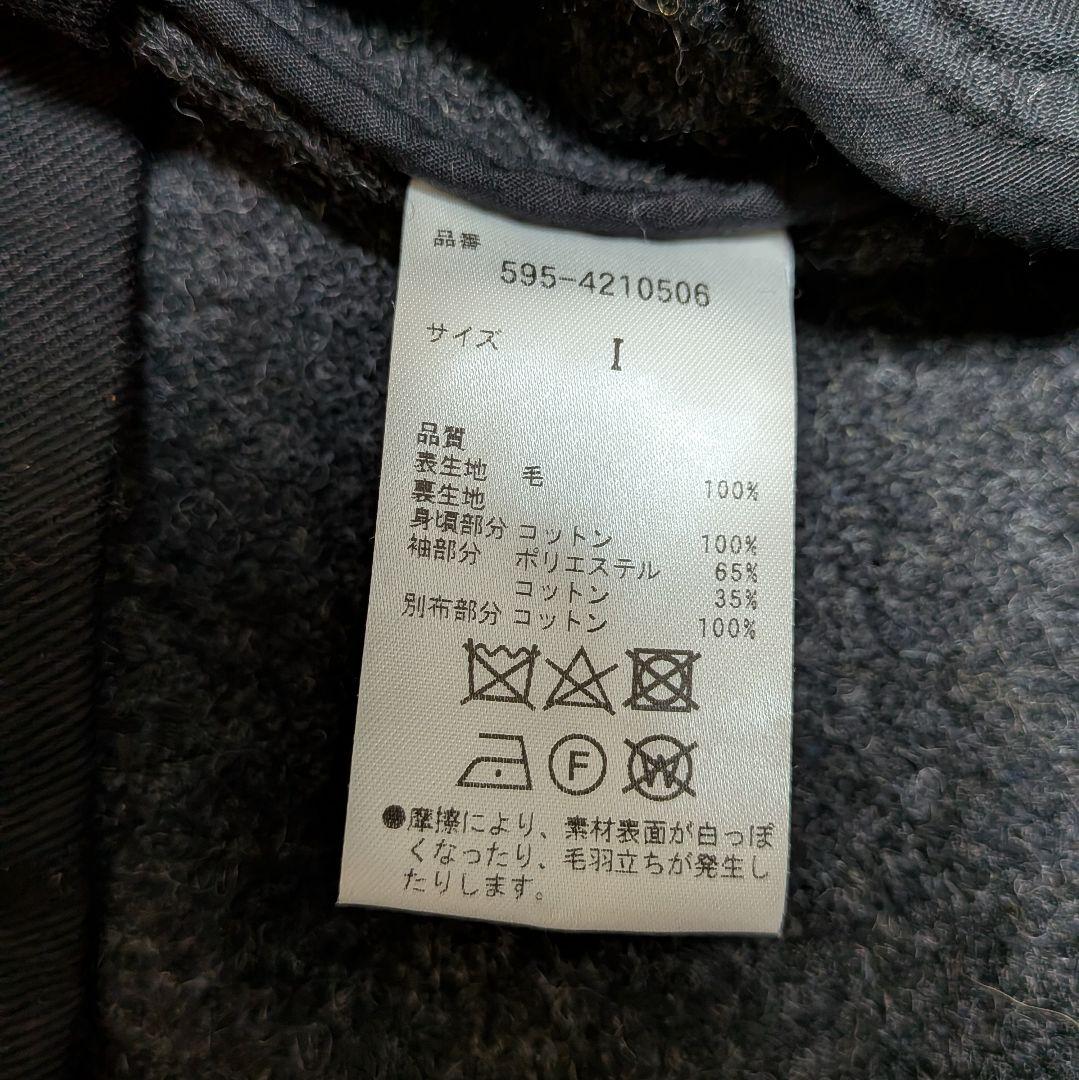 品番
595-4210506
サイズ I
品質
表生地 毛 100%
裏生地
身頃部分 コットン 100%
袖部分 ポリエステル 65%
コットン 35%
別布部分 コットン 100%
F W
●摩擦により、素材表面が白っぽ
くなったり、毛羽立ちが発生し
たりします。